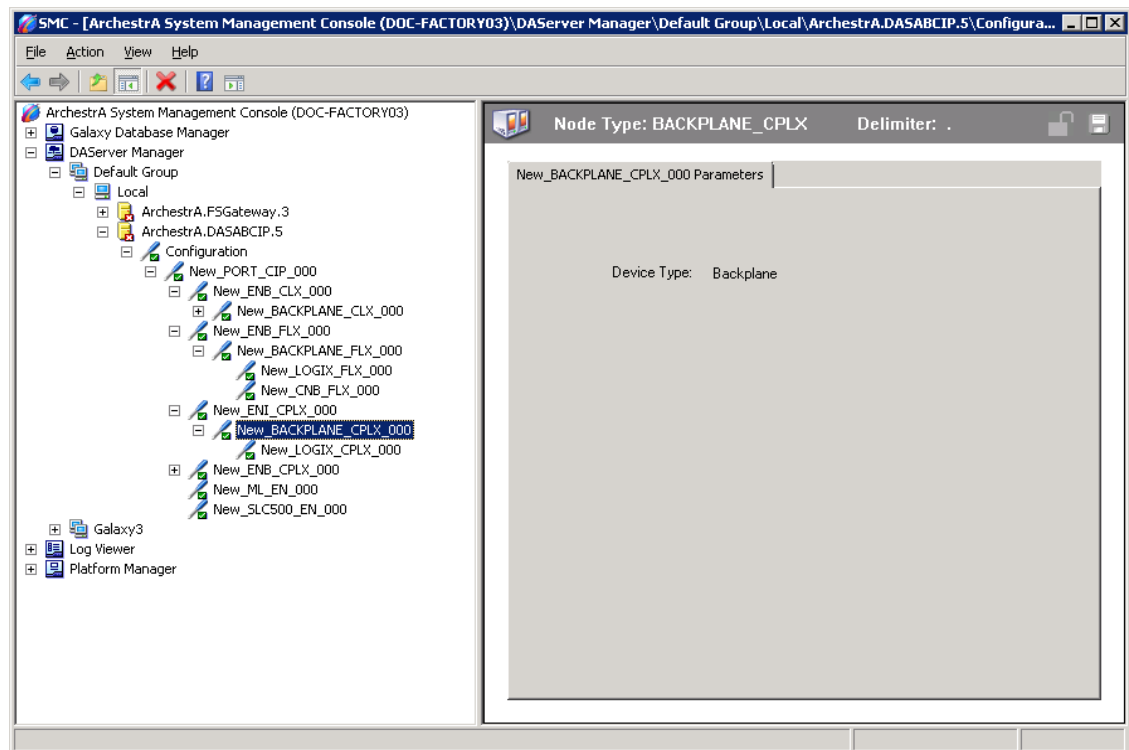 SMC - [ArchestrA System Management Console (DOC-FACTORY03)\DAServer Manager\Default Group\Local\ArchestrA.DASABCIP.5\Configura...
File Action View Help
ArchestrA System Management Console (DOC-FACTORY03)
Galaxy Database Manager
DAServer Manager
Default Group
Local
ArchestrA.FSGateway.3
ArchestrA.DASABCIP.5
Configuration
New_PORT_CIP_000
New_ENB_CLX_000
New_BACKPLANE_CLX_000
New_ENB_FLX_000
New_BACKPLANE_FLX_000
New_LOGIX_FLX_000
New_CNB_FLX_000
New_ENI_CPLX_000
New_BACKPLANE_CPLX_000
New_LOGIX_CPLX_000
New_ENB_CPLX_000
New_ML_EN_000
New_SLC500_EN_000
Galaxy3
Log Viewer
Platform Manager
Node Type: BACKPLANE_CPLX Delimiter: .
New_BACKPLANE_CPLX_000 Parameters
Device Type: Backplane